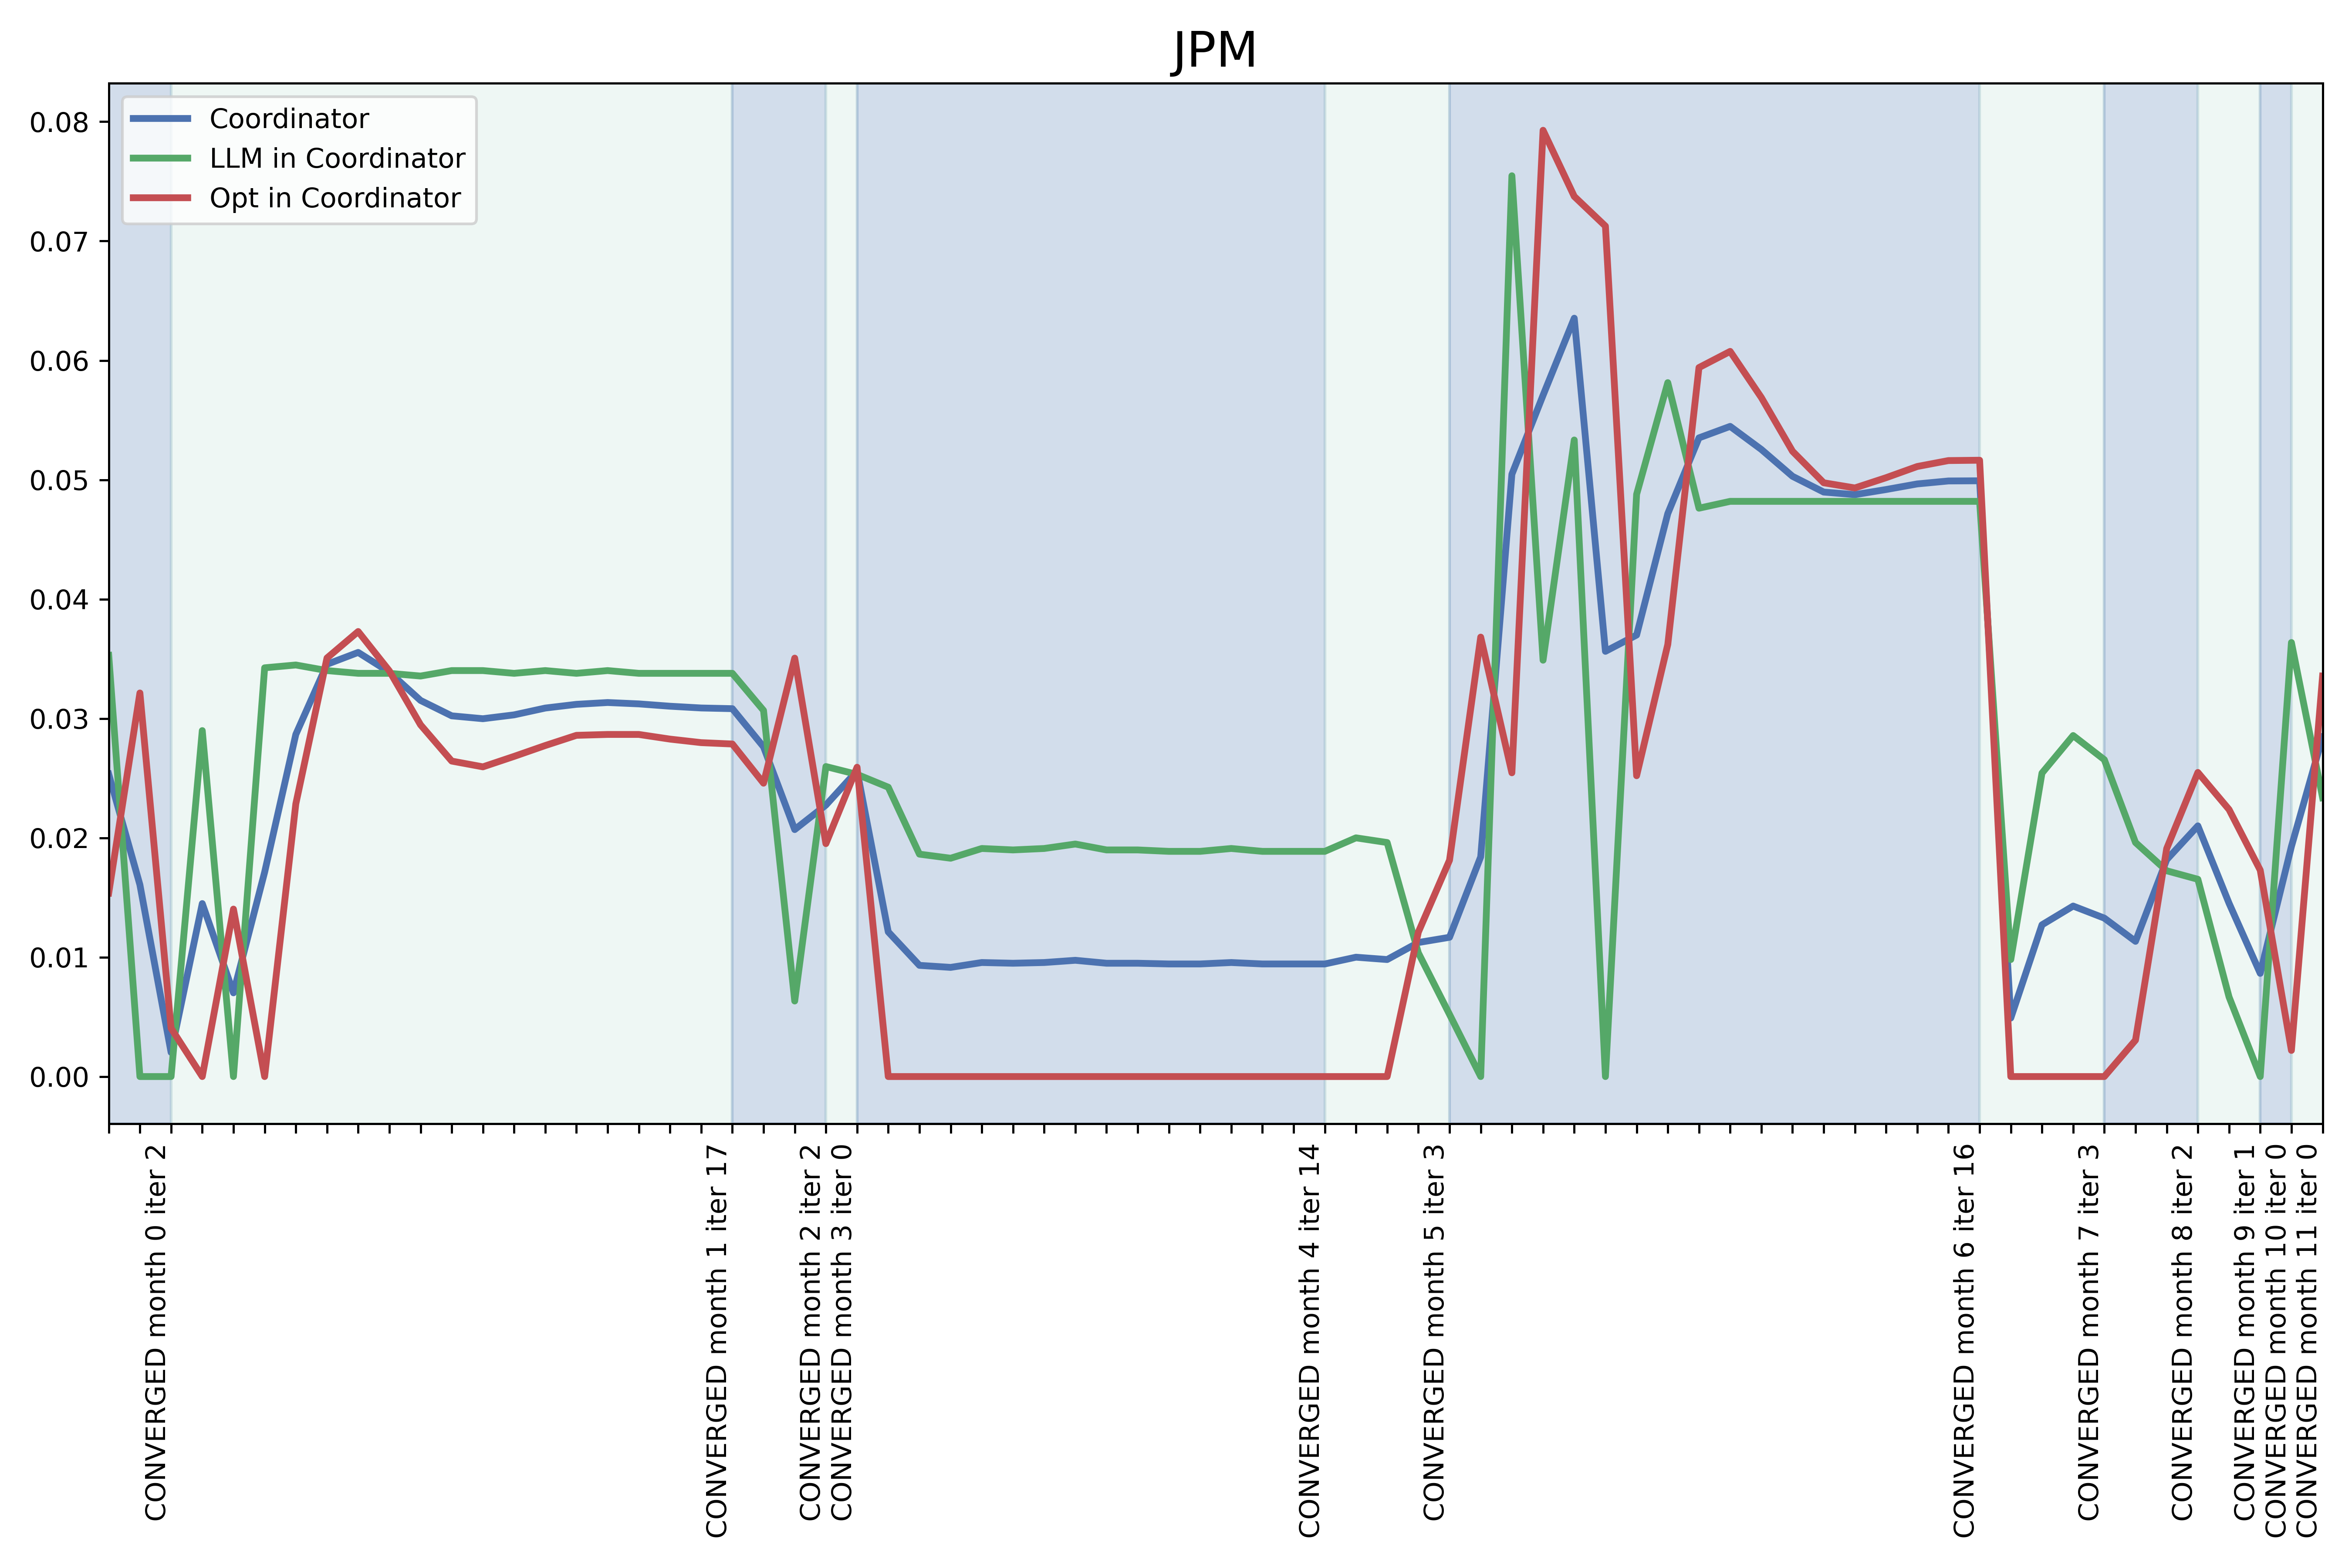 JPM
Coordinator
LLM in Coordinator
Opt in Coordinator
0.08
0.07
0.06
0.05
0.04
0.03
0.02
0.01
0.00
CONVERGED month 0 iter 2
CONVERGED month 1 iter 17
CONVERGED month 2 iter 2
CONVERGED month 3 iter 0
CONVERGED month 4 iter 14
CONVERGED month 5 iter 3
CONVERGED month 6 iter 16
CONVERGED month 7 iter 3
CONVERGED month 8 iter 2
CONVERGED month 9 iter 1
CONVERGED month 10 iter 0
CONVERGED month 11 iter 0